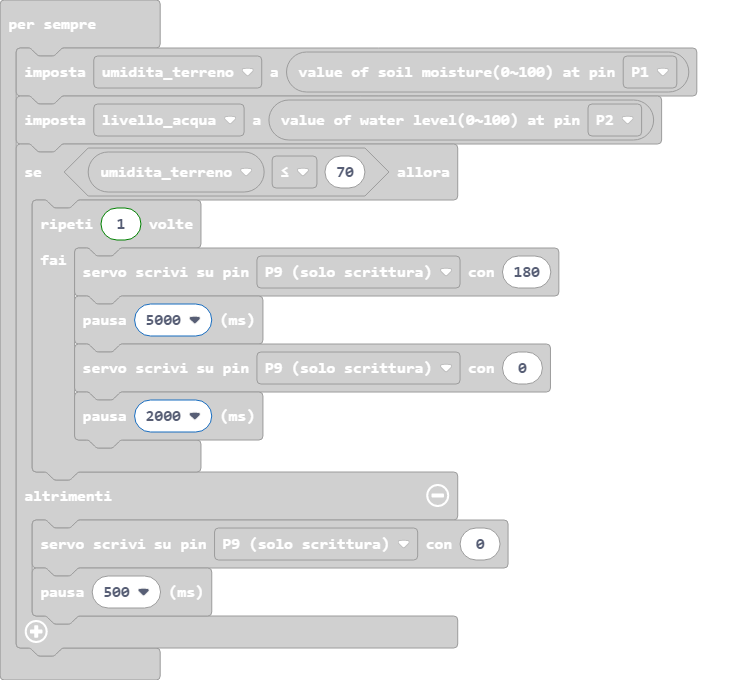 per sempre
imposta umidita_terreno a value of soil moisture(0~100) at pin P1
imposta livello_acqua a value of water level(0~100) at pin P2
se umidita_terreno ≤ 70 allora
ripeti 1 volte
fai
servo scrivi su pin P9 (solo scrittura) con 180
pausa 5000 (ms)
servo scrivi su pin P9 (solo scrittura) con 0
pausa 2000 (ms)
altrimenti
servo scrivi su pin P9 (solo scrittura) con 0
pausa 500 (ms)